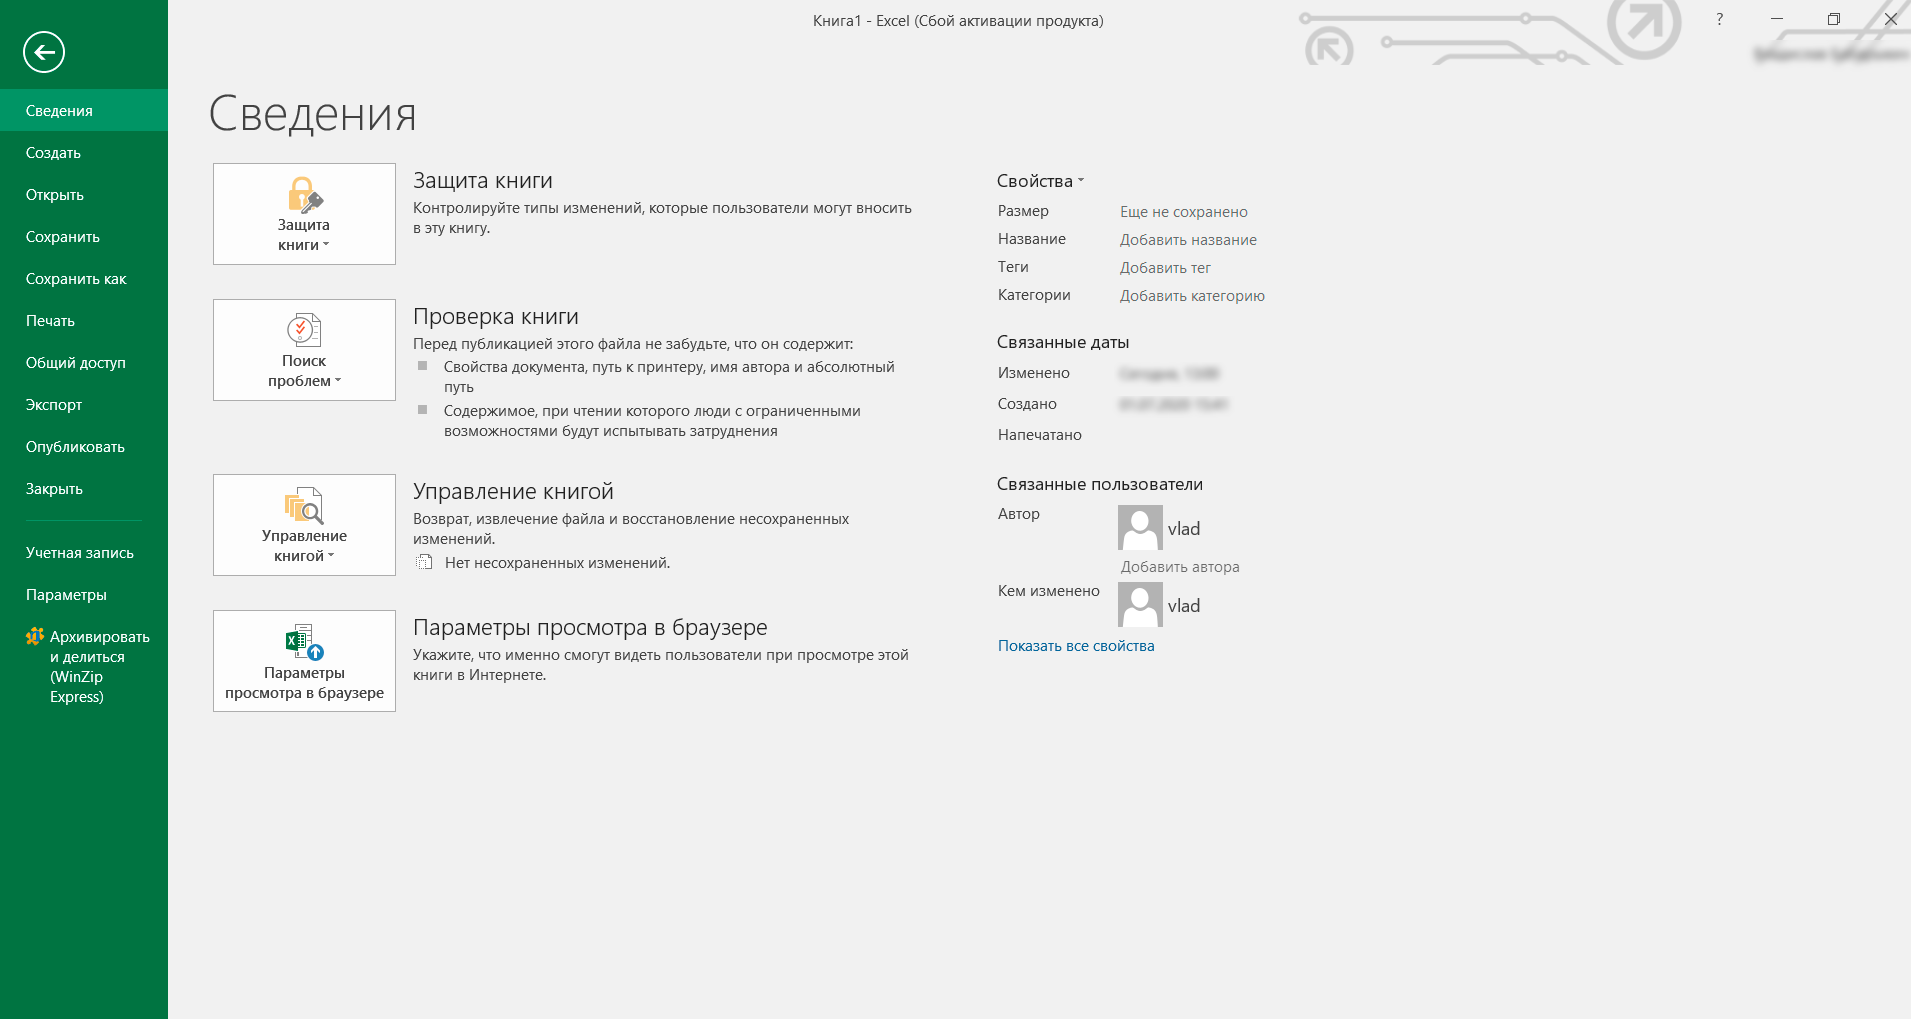 Книга1 - Excel (Сбой активации продукта)
?
Сведения
Создать
Открыть
Сохранить
Сохранить как
Печать
Общий доступ
Экспорт
Опубликовать
Закрыть
Учетная запись
Параметры
Архивировать
и делиться
(WinZip
Express)
Сведения
Защита
книги
Защита книги
Контролируйте типы изменений, которые пользователи могут вносить
в эту книгу.
Поиск
проблем
Проверка книги
Перед публикацией этого файла не забудьте, что он содержит:
Свойства документа, путь к принтеру, имя автора и абсолютный
путь
Содержимое, при чтении которого люди с ограниченными
возможностями будут испытывать затруднения
Управление
книгой
Управление книгой
Возврат, извлечение файла и восстановление несохраненных
изменений.
Нет несохраненных изменений.
Параметры
просмотра в браузере
Параметры просмотра в браузере
Укажите, что именно смогут видеть пользователи при просмотре этой
книги в Интернете.
Свойства
Размер Еще не сохранено
Название Добавить название
Теги Добавить тег
Категории Добавить категорию
Связанные даты
Изменено
Создано
Напечатано
Связанные пользователи
Автор vlad
Добавить автора
Кем изменено vlad
Показать все свойства